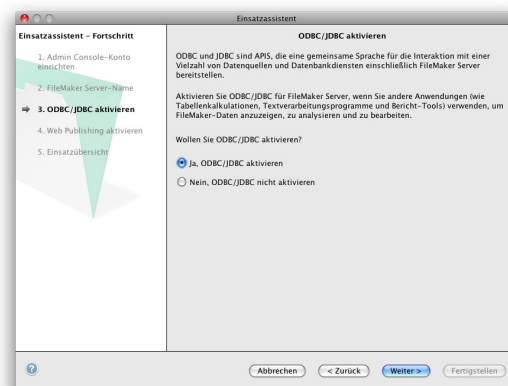 Einsatzassistent
Einsatzassistent – Fortschritt
1. Admin Console-Konto
einrichten
2. FileMaker Server-Name
3. ODBC/JDBC aktivieren
4. Web Publishing aktivieren
5. Einsatzübersicht
ODBC/JDBC aktivieren
ODBC und JDBC sind APIS, die eine gemeinsame Sprache für die Interaktion mit einer
Vielzahl von Datenquellen und Datenbankdiensten einschließlich FileMaker Server
bereitstellen.
Aktivieren Sie ODBC/JDBC für FileMaker Server, wenn Sie andere Anwendungen (wie
Tabellenkalkulationen, Textverarbeitungsprogramme und Bericht-Tools) verwenden, um
FileMaker-Daten anzuzeigen, zu analysieren und zu bearbeiten.
Wollen Sie ODBC/JDBC aktivieren?
Ja, ODBC/JDBC aktivieren
Nein, ODBC/JDBC nicht aktivieren
?
Abbrechen
< Zurück
Weiter >
Fertigstellen